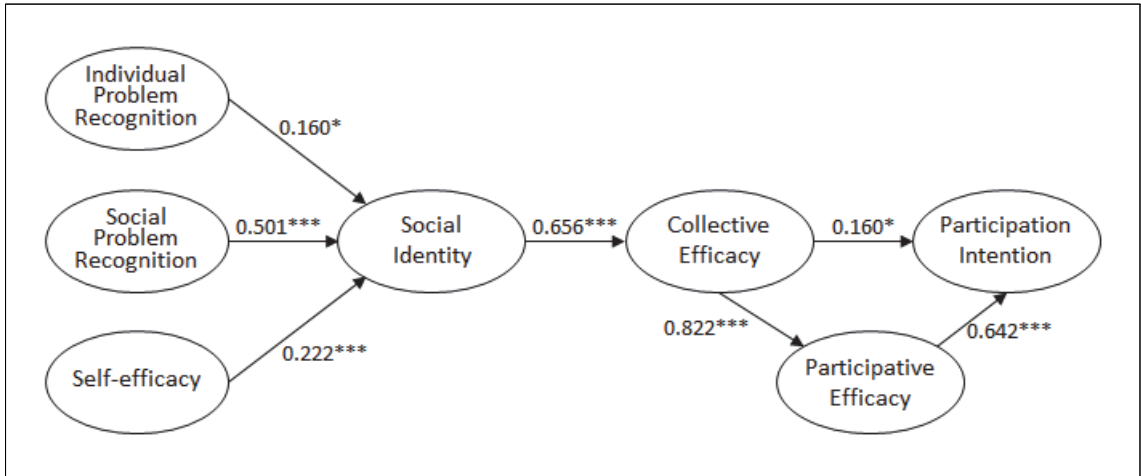 Individual
Problem
Recognition
0.160*
Social
Problem
Recognition
0.501***
Social
Identity
0.656***
Collective
Efficacy
0.160*
Participation
Intention
0.822***
0.642***
0.222***
Self-efficacy
Participative
Efficacy